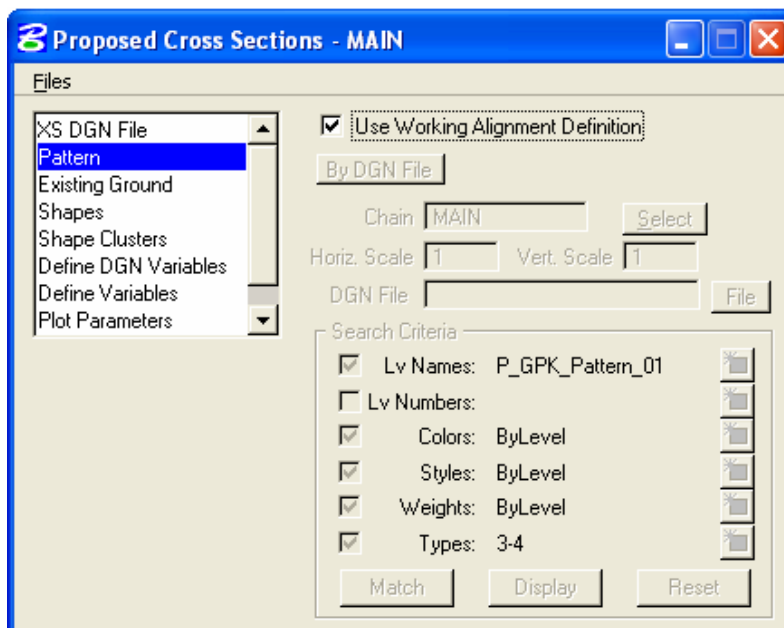 Proposed Cross Sections - MAIN
Files
XS DGN File
Pattern
Existing Ground
Shapes
Shape Clusters
Define DGN Variables
Define Variables
Plot Parameters
Use Working Alignment Definition
By DGN File
Chain MAIN Select
Horiz. Scale 1 Vert. Scale 1
DGN File File
Search Criteria
Lv Names: P_GPK_Pattern_01
Lv Numbers:
Colors: ByLevel
Styles: ByLevel
Weights: ByLevel
Types: 3-4
Match Display Reset